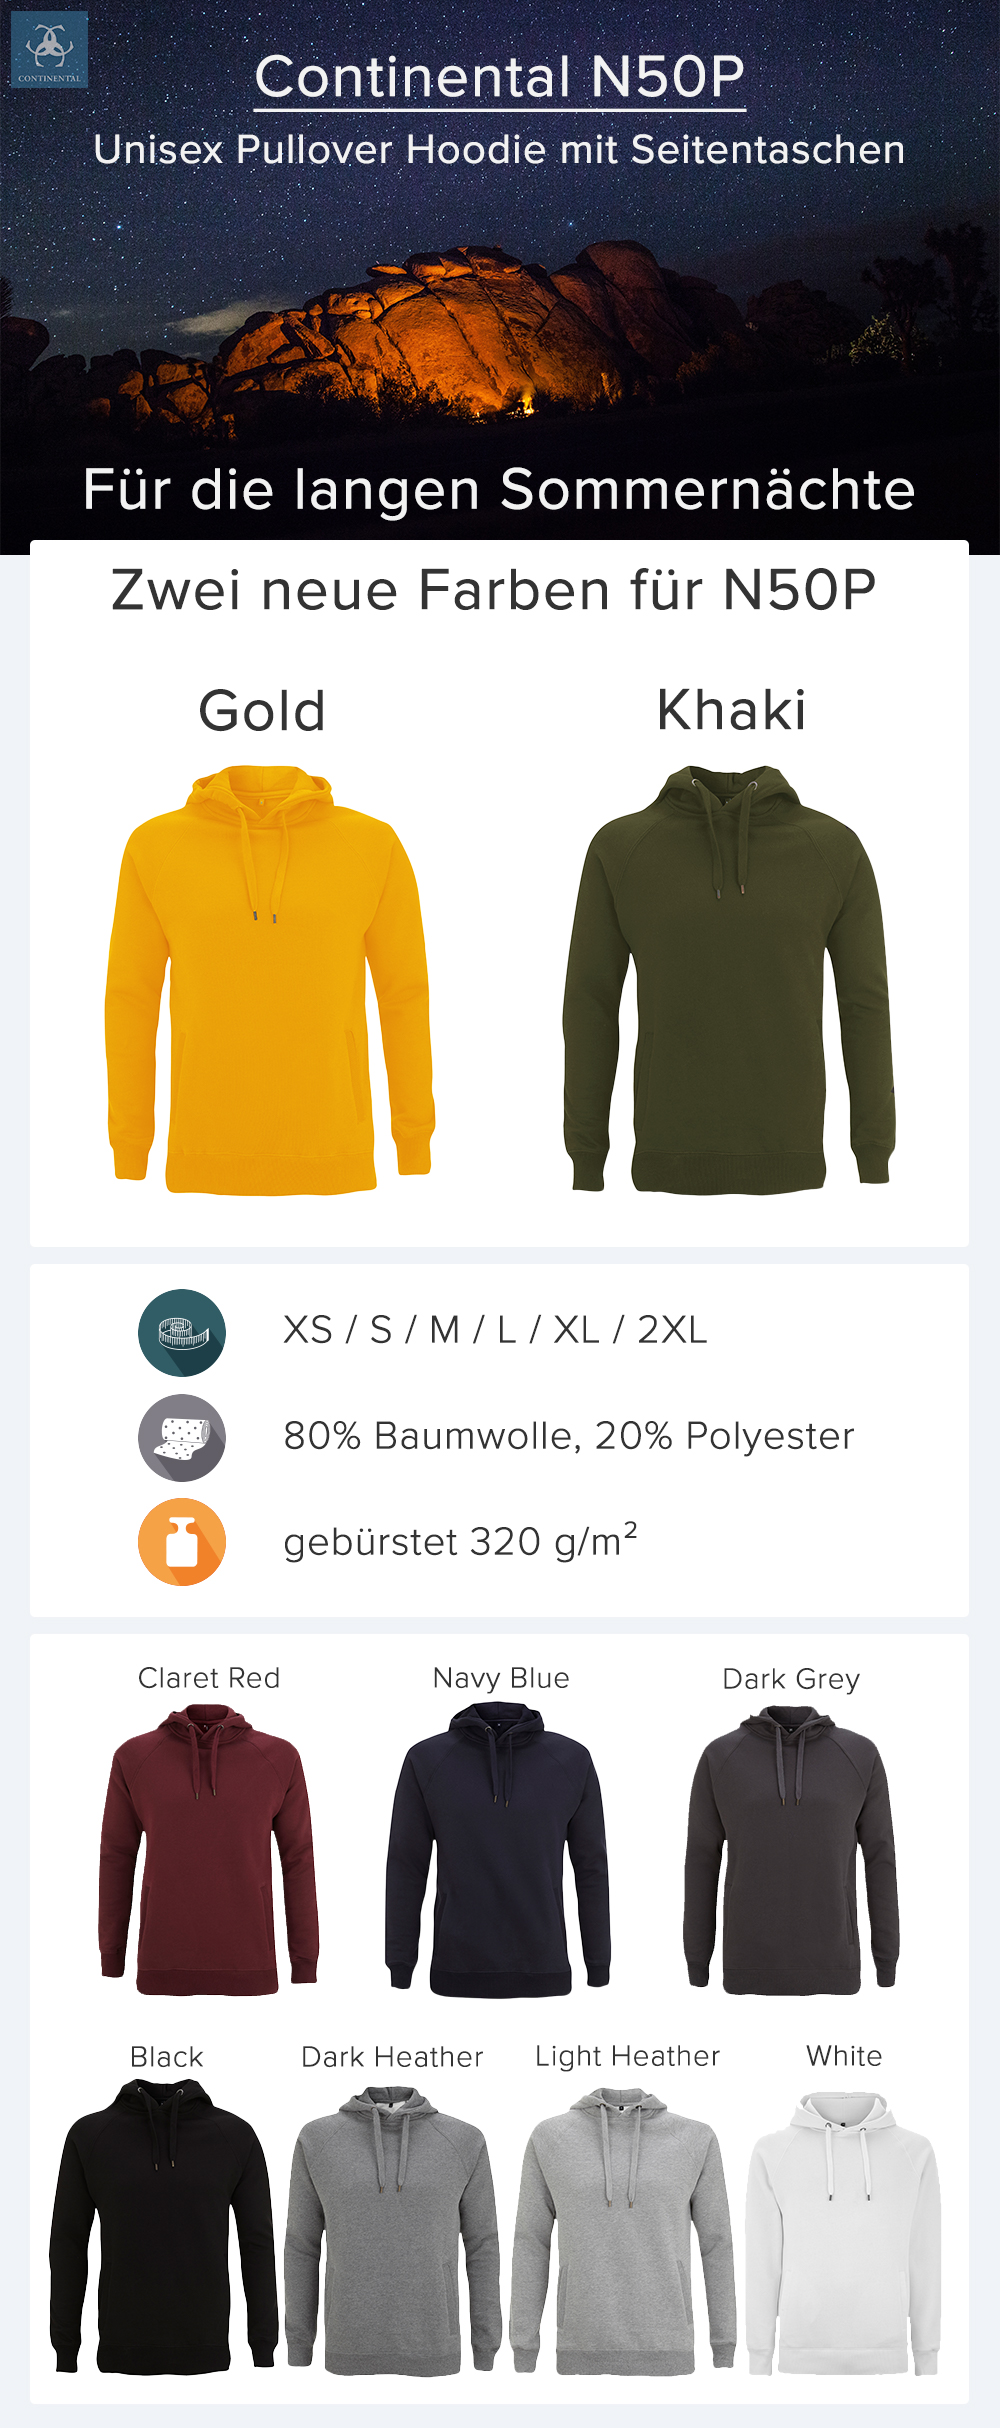 CONTINENTAL
Continental N50P
Unisex Pullover Hoodie mit Seitentaschen
Für die langen Sommernächte
Zwei neue Farben für N50P
Gold
Khaki
XS / S / M / L / XL / 2XL
80% Baumwolle, 20% Polyester
gebürstet 320 g/m²
Claret Red
Navy Blue
Dark Grey
Black
Dark Heather
Light Heather
White